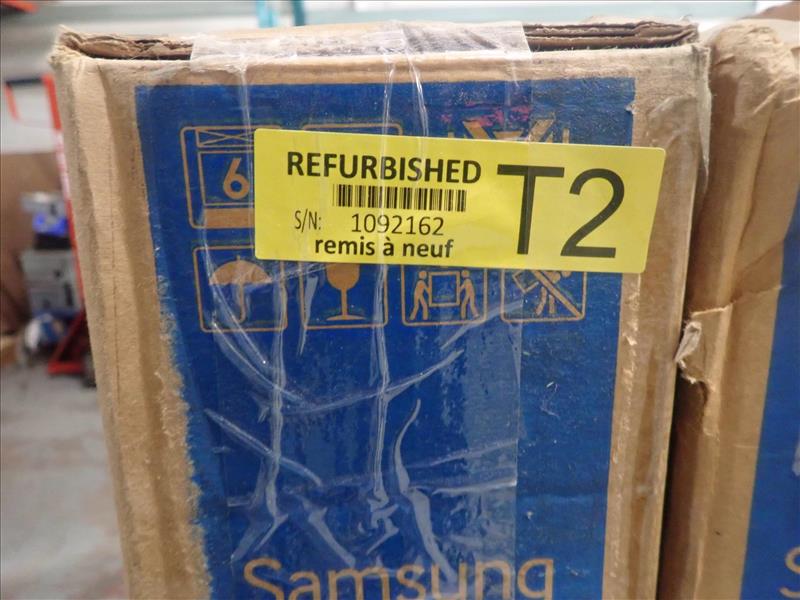 REFURBISHED
T2
S/N: 1092162
remis à neuf
6
Samsung
S